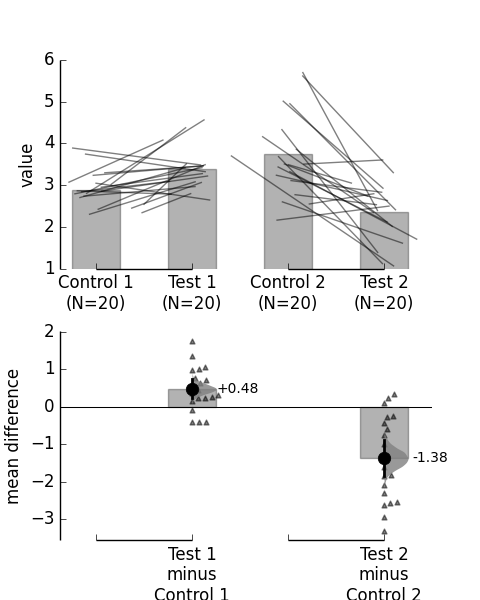 6
5
4
3
2
1
value
Control 1 Test 1 Control 2 Test 2
(N=20) (N=20) (N=20) (N=20)
2
1
0
−1
−2
−3
mean difference
+0.48
-1.38
Test 1 Test 2
minus minus
Control 1 Control 2